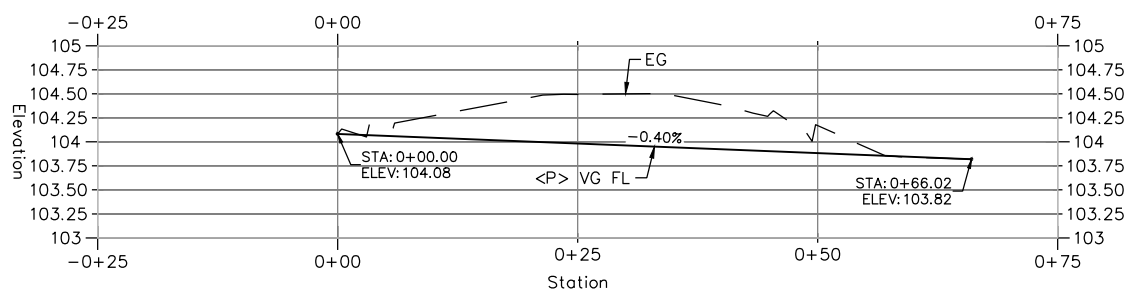 -0+25 0+00 0+75
105 105
104.75 EG 104.75
104.50 104.50
104.25 104.25
104 -0.40% 104
STA: 0+00.00
103.75 ELEV: 104.08 103.75
<P> VG FL
STA: 0+66.02
103.50 ELEV: 103.82 103.50
103.25 103.25
103 103
Elevation
-0+25 0+00 0+25 0+50 0+75
Station